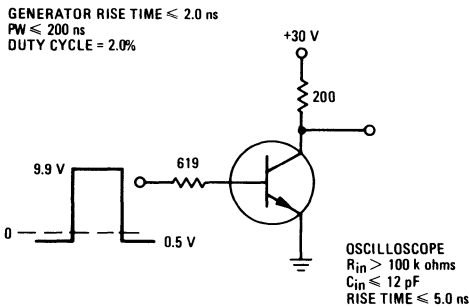 GENERATOR RISE TIME ≤ 2.0 ns
PW ≤ 200 ns
DUTY CYCLE = 2.0%
+30 V
200
619
9.9 V
0
0.5 V
OSCILLOSCOPE
Rin > 100 k ohms
Cin ≤ 12 pF
RISE TIME ≤ 5.0 ns